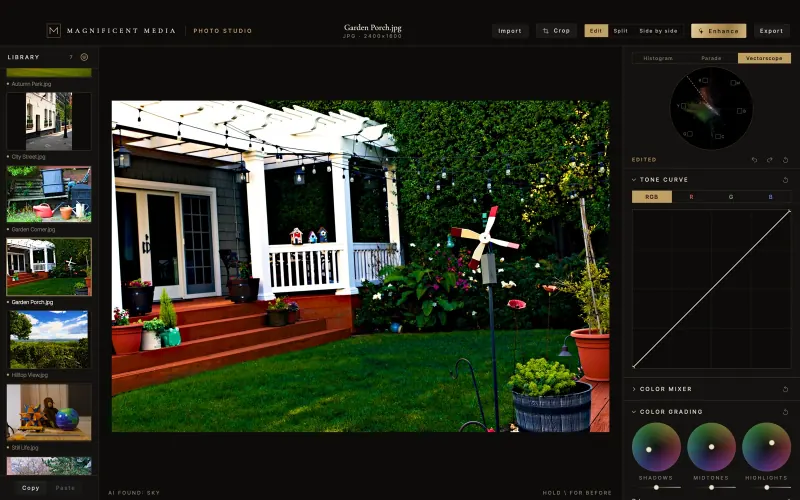 M MAGNIFICENT MEDIA PHOTO STUDIO
Garden Porch.jpg
JPG · 2400×1600
Import Crop Edit Split Side by side Enhance Export
LIBRARY 7
Autumn Park.jpg
City Street.jpg
Garden Corner.jpg
Garden Porch.jpg
Hilltop View.jpg
Still Life.jpg
Copy Paste
AI FOUND: SKY
HOLD \ FOR BEFORE
Histogram Parade Vectorscope
EDITED
TONE CURVE
RGB R G B
COLOR MIXER
COLOR GRADING
SHADOWS MIDTONES HIGHLIGHTS